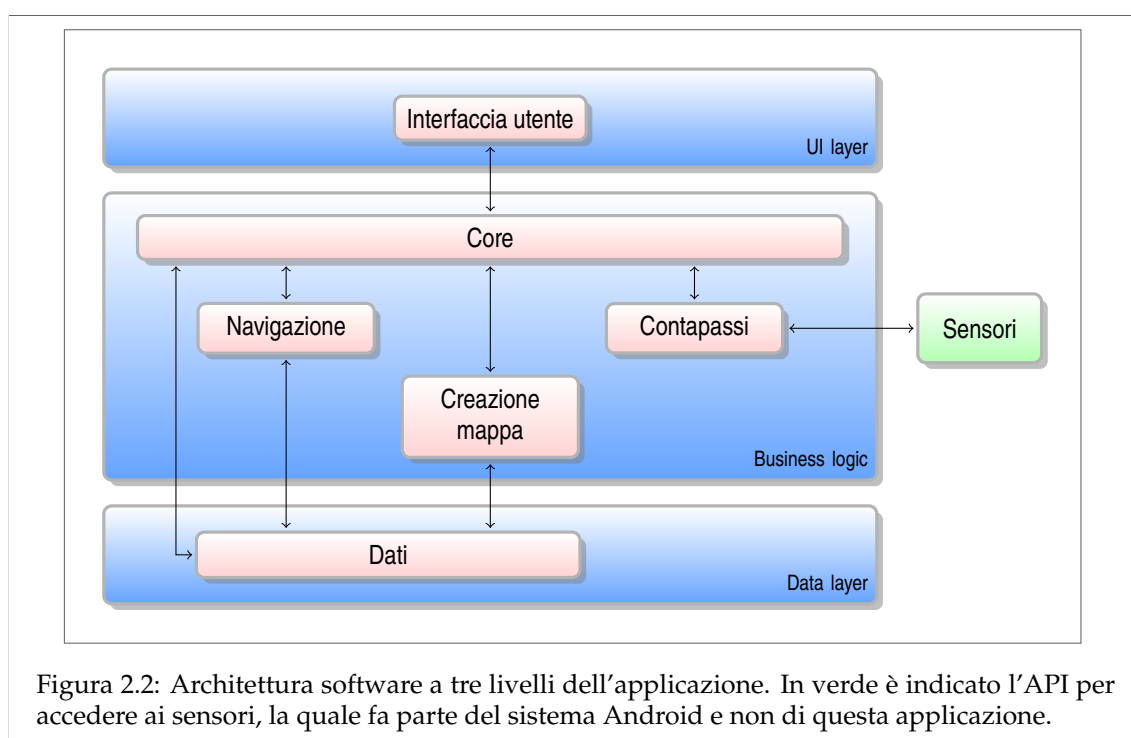 Interfaccia utente
UI layer
Core
Navigazione
Contapassi
Sensori
Creazione
mappa
Business logic
Dati
Data layer
Figura 2.2: Architettura software a tre livelli dell'applicazione. In verde è indicato l'API per
accedere ai sensori, la quale fa parte del sistema Android e non di questa applicazione.